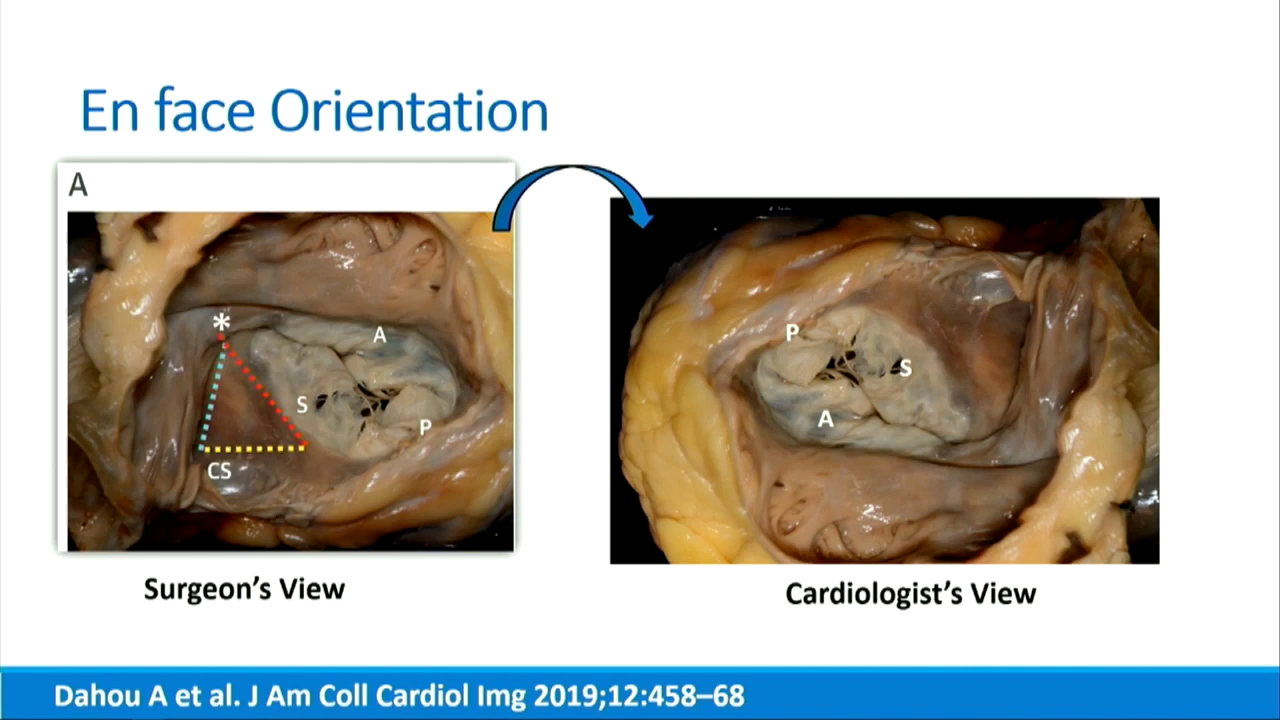 En face Orientation
A
*
A
S
P
CS
P
S
A
Surgeon’s View
Cardiologist’s View
Dahou A et al. J Am Coll Cardiol Img 2019;12:458–68